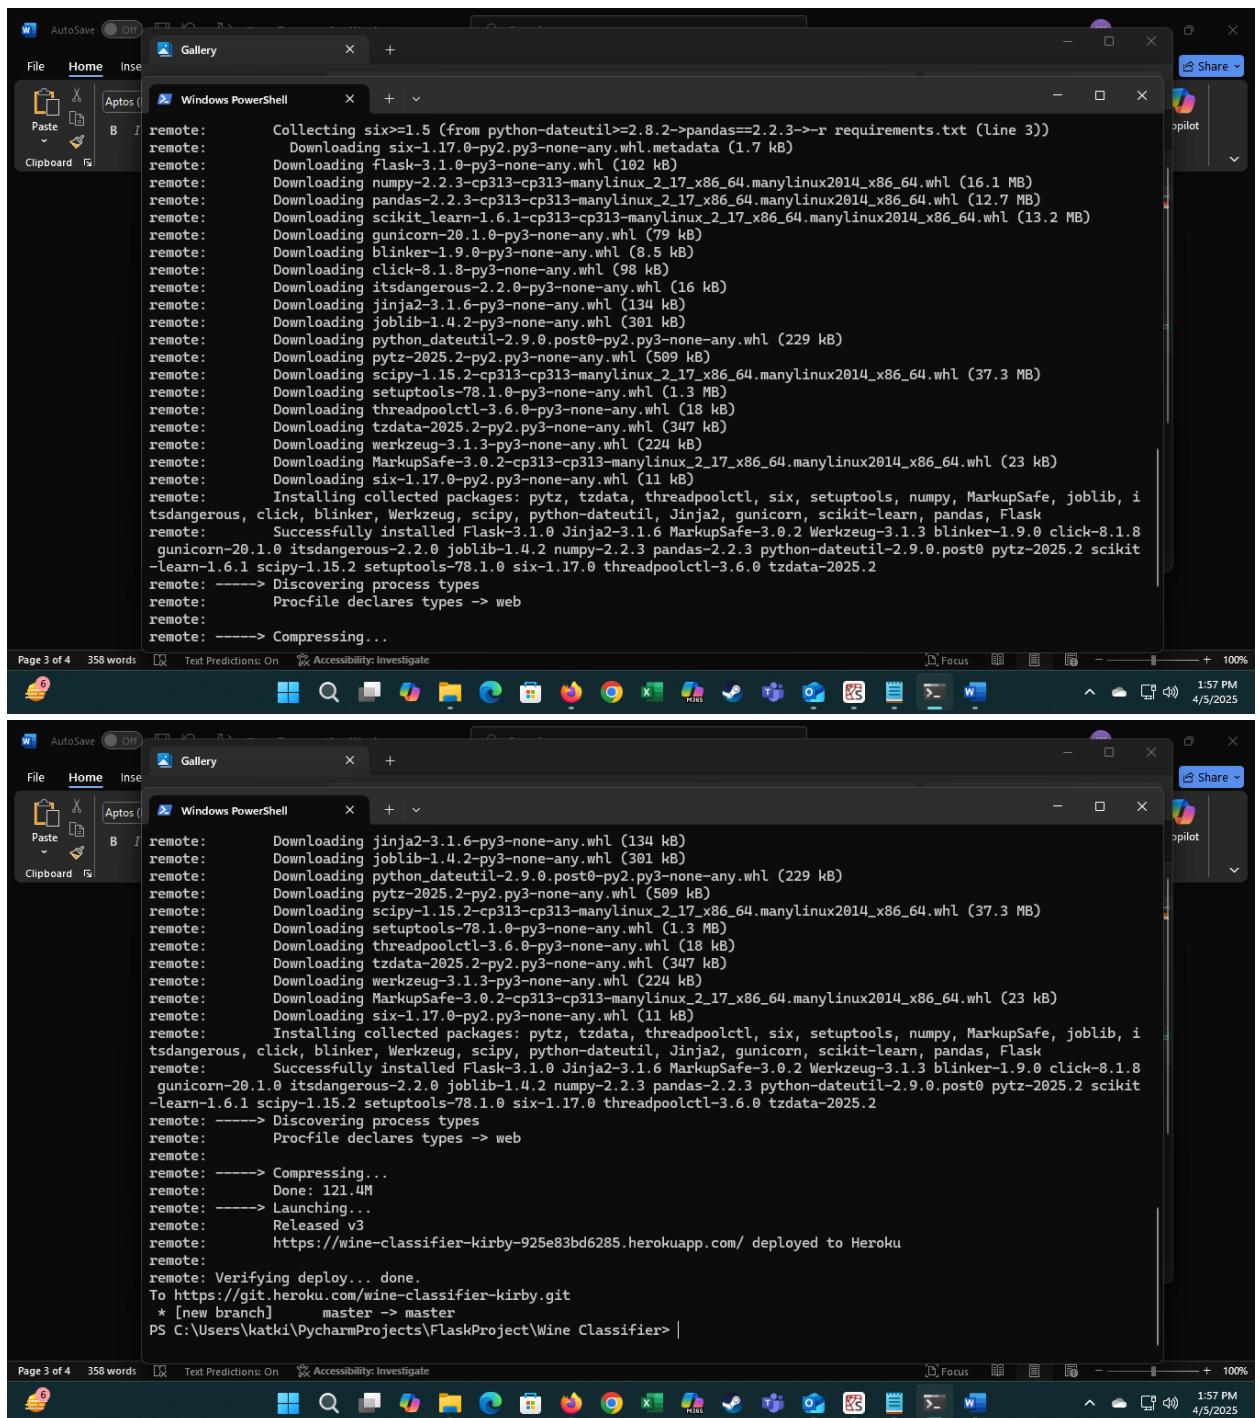 AutoSave Off
Gallery
File Home Inse
Share
Windows PowerShell
Aptos (
Paste
B I
opilot
Clipboard
remote: Collecting six>=1.5 (from python-dateutil>=2.8.2->pandas==2.2.3->-r requirements.txt (line 3))
remote: Downloading six-1.17.0-py2.py3-none-any.whl.metadata (1.7 kB)
remote: Downloading flask-3.1.0-py3-none-any.whl (102 kB)
remote: Downloading numpy-2.2.3-cp313-cp313-manylinux_2_17_x86_64.manylinux2014_x86_64.whl (16.1 MB)
remote: Downloading pandas-2.2.3-cp313-cp313-manylinux_2_17_x86_64.manylinux2014_x86_64.whl (12.7 MB)
remote: Downloading scikit_learn-1.6.1-cp313-cp313-manylinux_2_17_x86_64.manylinux2014_x86_64.whl (13.2 MB)
remote: Downloading gunicorn-20.1.0-py3-none-any.whl (79 kB)
remote: Downloading blinker-1.9.0-py3-none-any.whl (8.5 kB)
remote: Downloading click-8.1.8-py3-none-any.whl (98 kB)
remote: Downloading itsdangerous-2.2.0-py3-none-any.whl (16 kB)
remote: Downloading jinja2-3.1.6-py3-none-any.whl (134 kB)
remote: Downloading joblib-1.4.2-py3-none-any.whl (301 kB)
remote: Downloading python_dateutil-2.9.0.post0-py2.py3-none-any.whl (229 kB)
remote: Downloading pytz-2025.2-py2.py3-none-any.whl (509 kB)
remote: Downloading scipy-1.15.2-cp313-cp313-manylinux_2_17_x86_64.manylinux2014_x86_64.whl (37.3 MB)
remote: Downloading setuptools-78.1.0-py3-none-any.whl (1.3 MB)
remote: Downloading threadpoolctl-3.6.0-py3-none-any.whl (18 kB)
remote: Downloading tzdata-2025.2-py2.py3-none-any.whl (347 kB)
remote: Downloading werkzeug-3.1.3-py3-none-any.whl (224 kB)
remote: Downloading MarkupSafe-3.0.2-cp313-cp313-manylinux_2_17_x86_64.manylinux2014_x86_64.whl (23 kB)
remote: Downloading six-1.17.0-py2.py3-none-any.whl (11 kB)
remote: Installing collected packages: pytz, tzdata, threadpoolctl, six, setuptools, numpy, MarkupSafe, joblib, i
tsdangerous, click, blinker, Werkzeug, scipy, python-dateutil, Jinja2, gunicorn, scikit-learn, pandas, Flask
remote: Successfully installed Flask-3.1.0 Jinja2-3.1.6 MarkupSafe-3.0.2 Werkzeug-3.1.3 blinker-1.9.0 click-8.1.8
gunicorn-20.1.0 itsdangerous-2.2.0 joblib-1.4.2 numpy-2.2.3 pandas-2.2.3 python-dateutil-2.9.0.post0 pytz-2025.2 scikit
-learn-1.6.1 scipy-1.15.2 setuptools-78.1.0 six-1.17.0 threadpoolctl-3.6.0 tzdata-2025.2
remote: -----> Discovering process types
remote: Procfile declares types -> web
remote:
remote: -----> Compressing...
Page 3 of 4 358 words Text Predictions: On Accessibility: Investigate Focus 100%
6
M365
1:57 PM
4/5/2025
AutoSave Off
Gallery
File Home Inse
Share
Windows PowerShell
Aptos (
Paste
B I
opilot
Clipboard
remote: Downloading jinja2-3.1.6-py3-none-any.whl (134 kB)
remote: Downloading joblib-1.4.2-py3-none-any.whl (301 kB)
remote: Downloading python_dateutil-2.9.0.post0-py2.py3-none-any.whl (229 kB)
remote: Downloading pytz-2025.2-py2.py3-none-any.whl (509 kB)
remote: Downloading scipy-1.15.2-cp313-cp313-manylinux_2_17_x86_64.manylinux2014_x86_64.whl (37.3 MB)
remote: Downloading setuptools-78.1.0-py3-none-any.whl (1.3 MB)
remote: Downloading threadpoolctl-3.6.0-py3-none-any.whl (18 kB)
remote: Downloading tzdata-2025.2-py2.py3-none-any.whl (347 kB)
remote: Downloading werkzeug-3.1.3-py3-none-any.whl (224 kB)
remote: Downloading MarkupSafe-3.0.2-cp313-cp313-manylinux_2_17_x86_64.manylinux2014_x86_64.whl (23 kB)
remote: Downloading six-1.17.0-py2.py3-none-any.whl (11 kB)
remote: Installing collected packages: pytz, tzdata, threadpoolctl, six, setuptools, numpy, MarkupSafe, joblib, i
tsdangerous, click, blinker, Werkzeug, scipy, python-dateutil, Jinja2, gunicorn, scikit-learn, pandas, Flask
remote: Successfully installed Flask-3.1.0 Jinja2-3.1.6 MarkupSafe-3.0.2 Werkzeug-3.1.3 blinker-1.9.0 click-8.1.8
gunicorn-20.1.0 itsdangerous-2.2.0 joblib-1.4.2 numpy-2.2.3 pandas-2.2.3 python-dateutil-2.9.0.post0 pytz-2025.2 scikit
-learn-1.6.1 scipy-1.15.2 setuptools-78.1.0 six-1.17.0 threadpoolctl-3.6.0 tzdata-2025.2
remote: -----> Discovering process types
remote: Procfile declares types -> web
remote:
remote: -----> Compressing...
remote: Done: 121.4M
remote: -----> Launching...
remote: Released v3
remote: https://wine-classifier-kirby-925e83bd6285.herokuapp.com/ deployed to Heroku
remote:
remote: Verifying deploy... done.
To https://git.heroku.com/wine-classifier-kirby.git
* [new branch] master -> master
PS C:\Users\katki\PycharmProjects\FlaskProject\Wine Classifier>
Page 3 of 4 358 words Text Predictions: On Accessibility: Investigate Focus 100%
6
M365
1:57 PM
4/5/2025